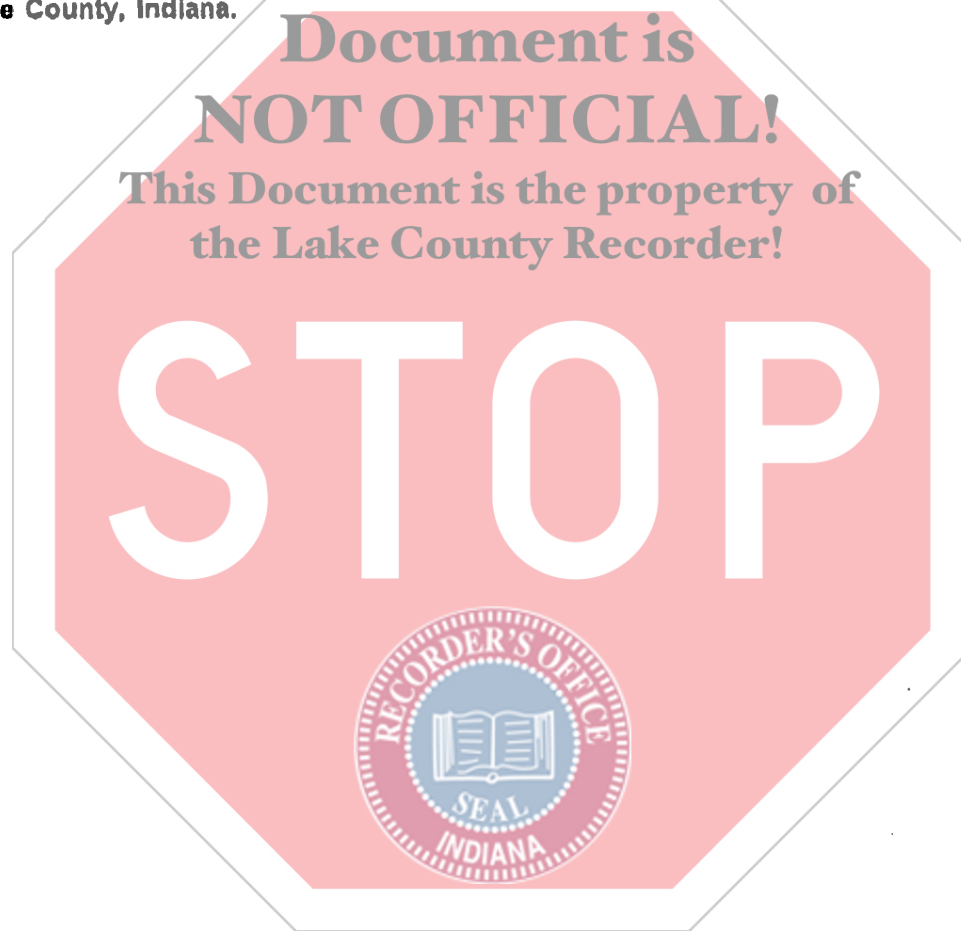 e County, Indiana.
Document is
NOT OFFICIAL!
This Document is the property of
the Lake County Recorder!
STOP
RECORDER'S OFFICE
SEAL
INDIANA